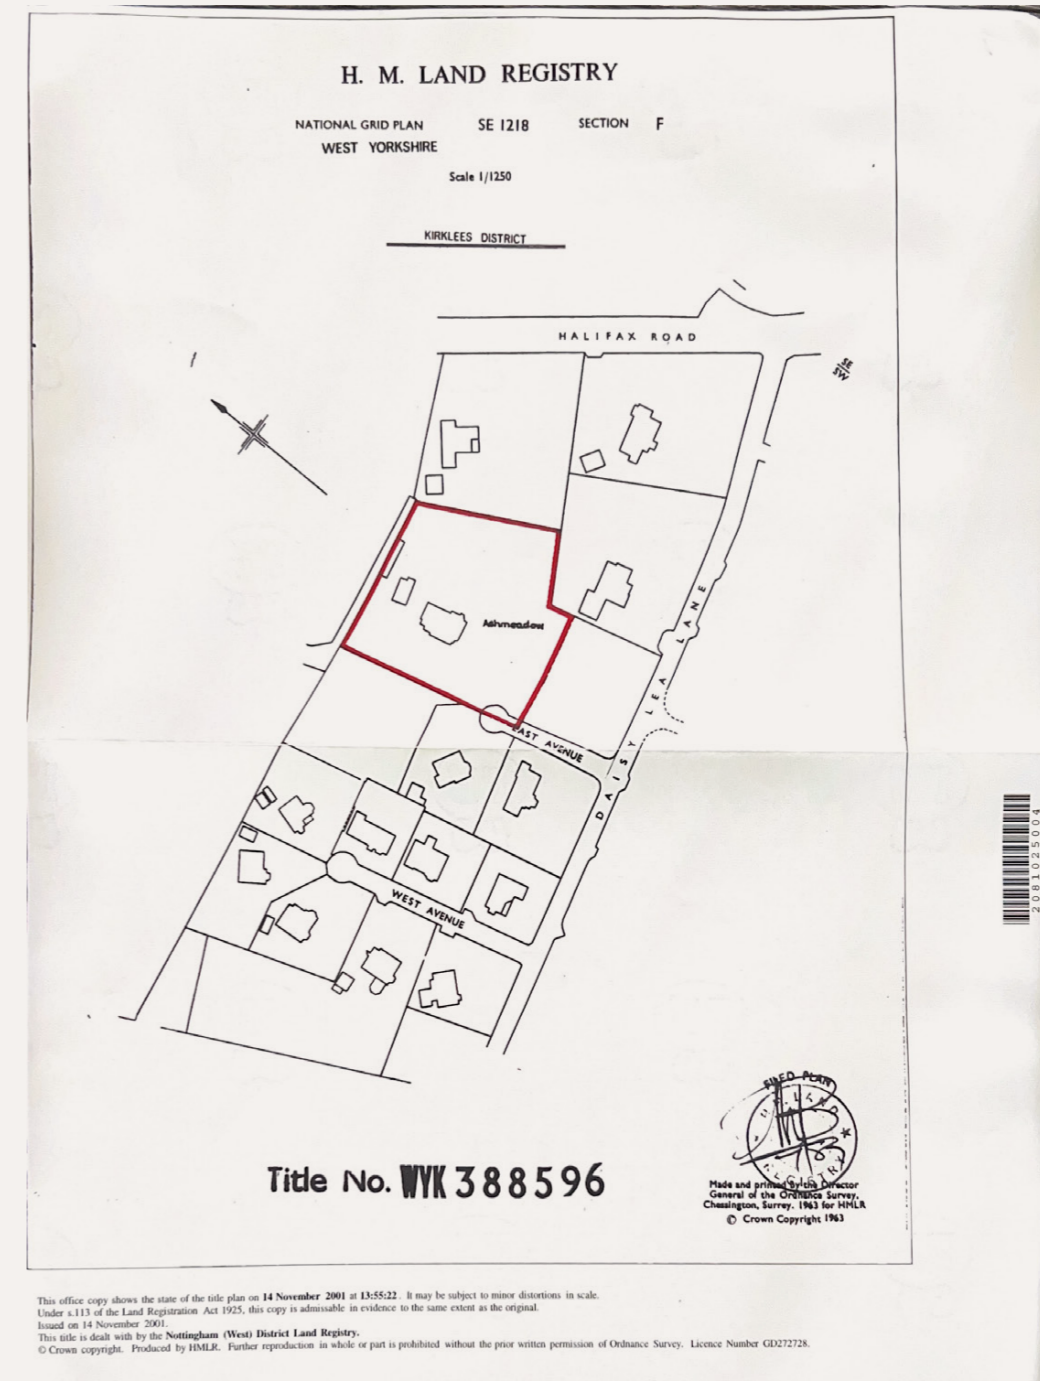 H. M. LAND REGISTRY
NATIONAL GRID PLAN SE 1218 SECTION F
WEST YORKSHIRE
Scale 1/1250
KIRKLEES DISTRICT
HALIFAX ROAD
SE
SW
DAISY LEA LANE
Ashmeadow
EAST AVENUE
WEST AVENUE
2081025004
FILED PLAN
H.M. LAND REGISTRY
Title No. WYK 388596
Made and printed by the Director
General of the Ordnance Survey,
Chessington, Surrey. 1963 for HMLR
© Crown Copyright 1963
This office copy shows the state of the title plan on 14 November 2001 at 13:55:22. It may be subject to minor distortions in scale.
Under s.113 of the Land Registration Act 1925, this copy is admissable in evidence to the same extent as the original.
Issued on 14 November 2001.
This title is dealt with by the Nottingham (West) District Land Registry.
© Crown copyright. Produced by HMLR. Further reproduction in whole or part is prohibited without the prior written permission of Ordnance Survey. Licence Number GD272728.